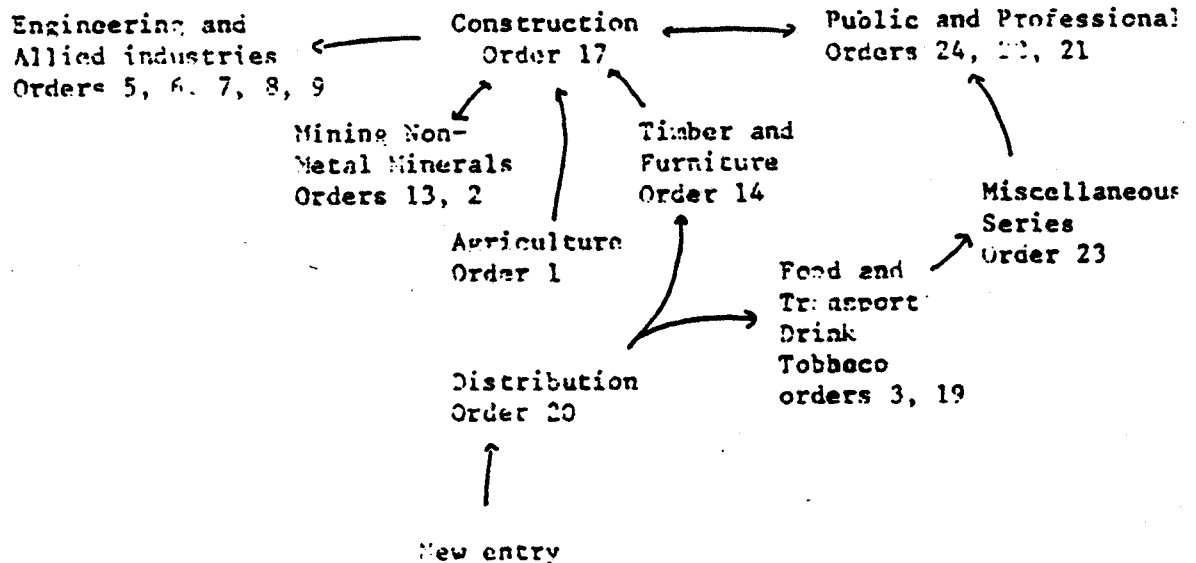 Engineering and
Allied industries
Orders 5, 6, 7, 8, 9
Construction
Order 17
Public and Professional
Orders 24, 21
Mining Non-
Metal Minerals
Orders 13, 2
Timber and
Furniture
Order 14
Miscellaneous
Series
Order 23
Agriculture
Order 1
Food and
Transport
Drink
Tobbaco
orders 3, 19
Distribution
Order 20
New entry